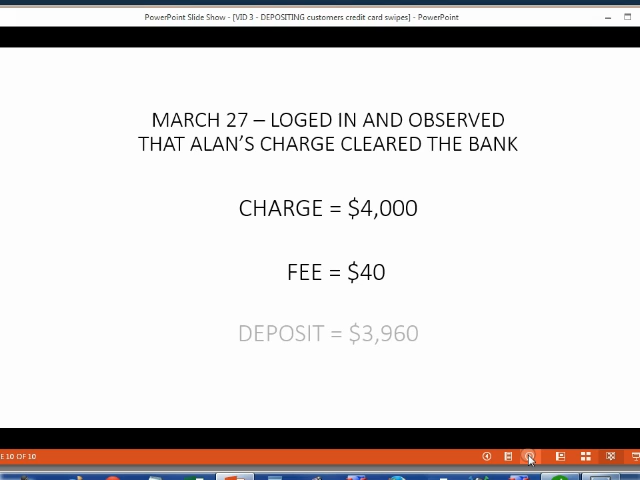 PowerPoint Slide Show - [VID 3 - DEPOSITING customers credit card swipes] - PowerPoint
MARCH 27 – LOGED IN AND OBSERVED
THAT ALAN'S CHARGE CLEARED THE BANK
CHARGE = $4,000
FEE = $40
DEPOSIT = $3,960
10 OF 10